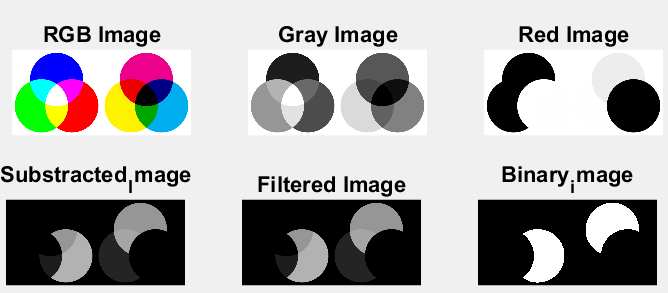 RGB Image
Gray Image
Red Image
Substracted_Image
Filtered Image
Binary_image